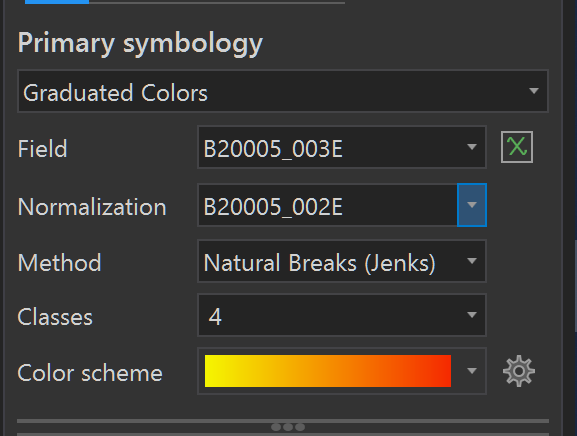 Primary symbology
Graduated Colors
Field B20005_003E
Normalization B20005_002E
Method Natural Breaks (Jenks)
Classes 4
Color scheme